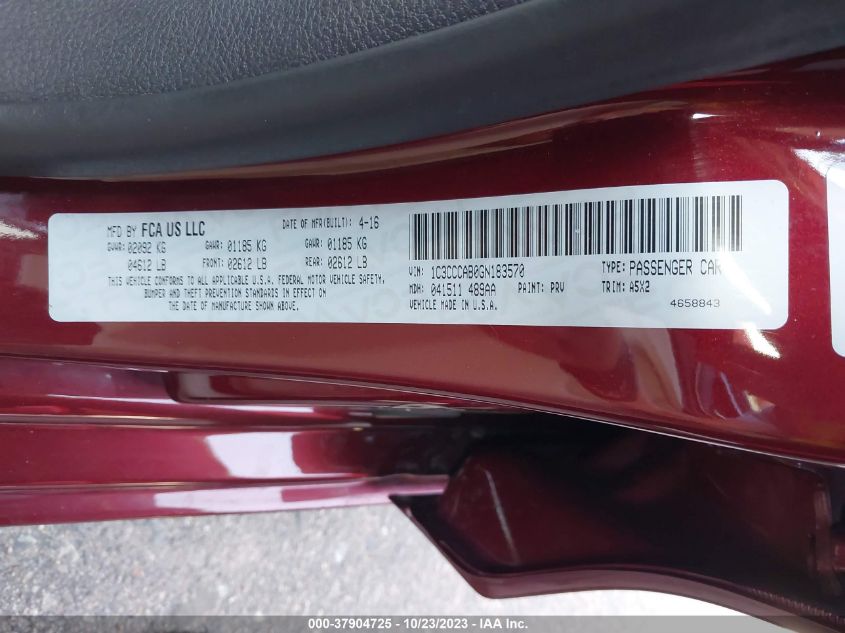 MFD BY FCA US LLC DATE OF MFR(BUILT): 4-16
GVWR: 02092 KG GAWR: 01185 KG GAWR: 01185 KG
04612 LB FRONT: 02612 LB REAR: 02612 LB
THIS VEHICLE CONFORMS TO ALL APPLICABLE U.S.A. FEDERAL MOTOR VEHICLE SAFETY,
BUMPER AND THEFT PREVENTION STANDARDS IN EFFECT ON
THE DATE OF MANUFACTURE SHOWN ABOVE.
VIN: 1C3CCCAB0GN183570 TYPE: PASSENGER CAR
MDH: 041511 489AA PAINT: PRV TRIM: A5X2
VEHICLE MADE IN U.S.A. 4658843
000-37904725 - 10/23/2023 - IAA Inc.